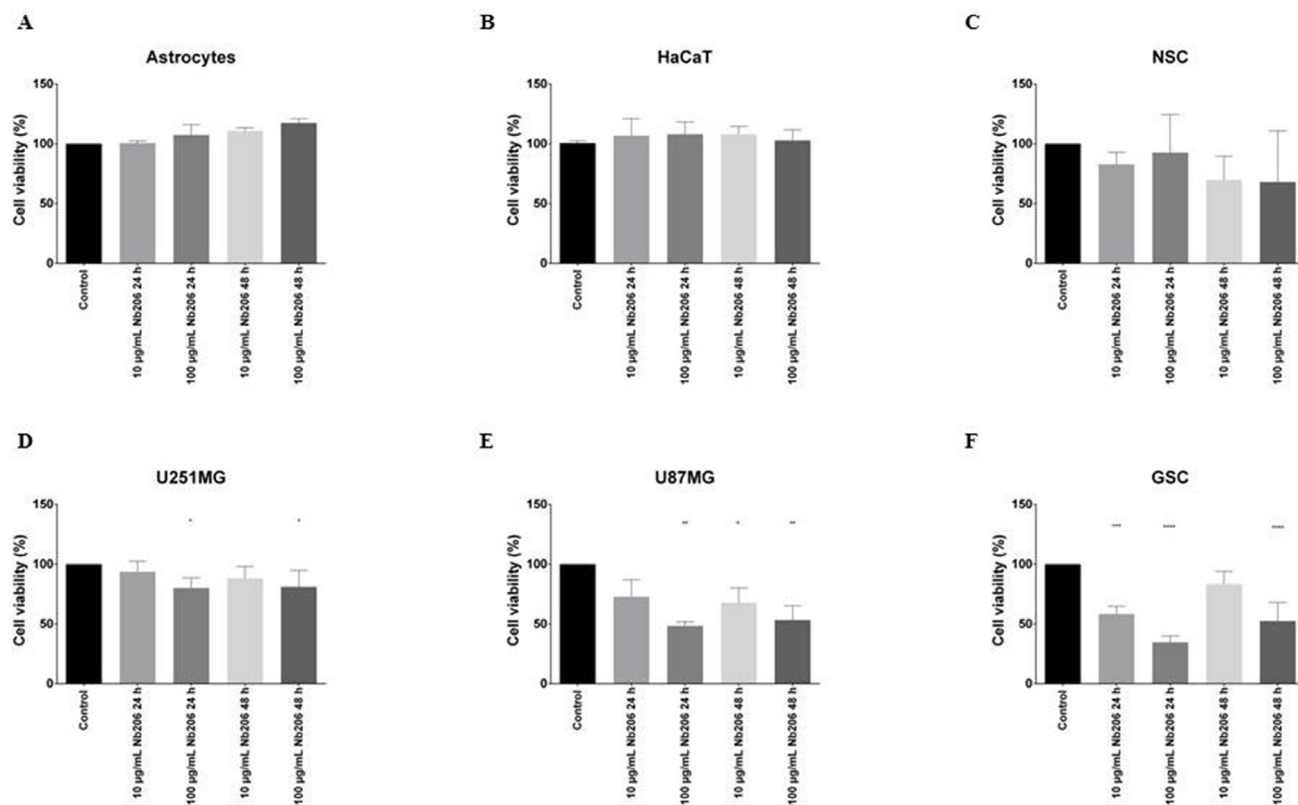 A
Astrocytes
Cell viability (%)
150
100
50
0
Control
10 µg/mL Nb206 24 h
100 µg/mL Nb206 24 h
10 µg/mL Nb206 48 h
100 µg/mL Nb206 48 h
B
HaCaT
Cell viability (%)
150
100
50
0
Control
10 µg/mL Nb206 24 h
100 µg/mL Nb206 24 h
10 µg/mL Nb206 48 h
100 µg/mL Nb206 48 h
C
NSC
Cell viability (%)
150
100
50
0
Control
10 µg/mL Nb206 24 h
100 µg/mL Nb206 24 h
10 µg/mL Nb206 48 h
100 µg/mL Nb206 48 h
D
U251MG
Cell viability (%)
150
100
50
0
* *
Control
10 µg/mL Nb206 24 h
100 µg/mL Nb206 24 h
10 µg/mL Nb206 48 h
100 µg/mL Nb206 48 h
E
U87MG
Cell viability (%)
150
100
50
0
** * **
Control
10 µg/mL Nb206 24 h
100 µg/mL Nb206 24 h
10 µg/mL Nb206 48 h
100 µg/mL Nb206 48 h
F
GSC
Cell viability (%)
150
100
50
0
*** **** ****
Control
10 µg/mL Nb206 24 h
100 µg/mL Nb206 24 h
10 µg/mL Nb206 48 h
100 µg/mL Nb206 48 h